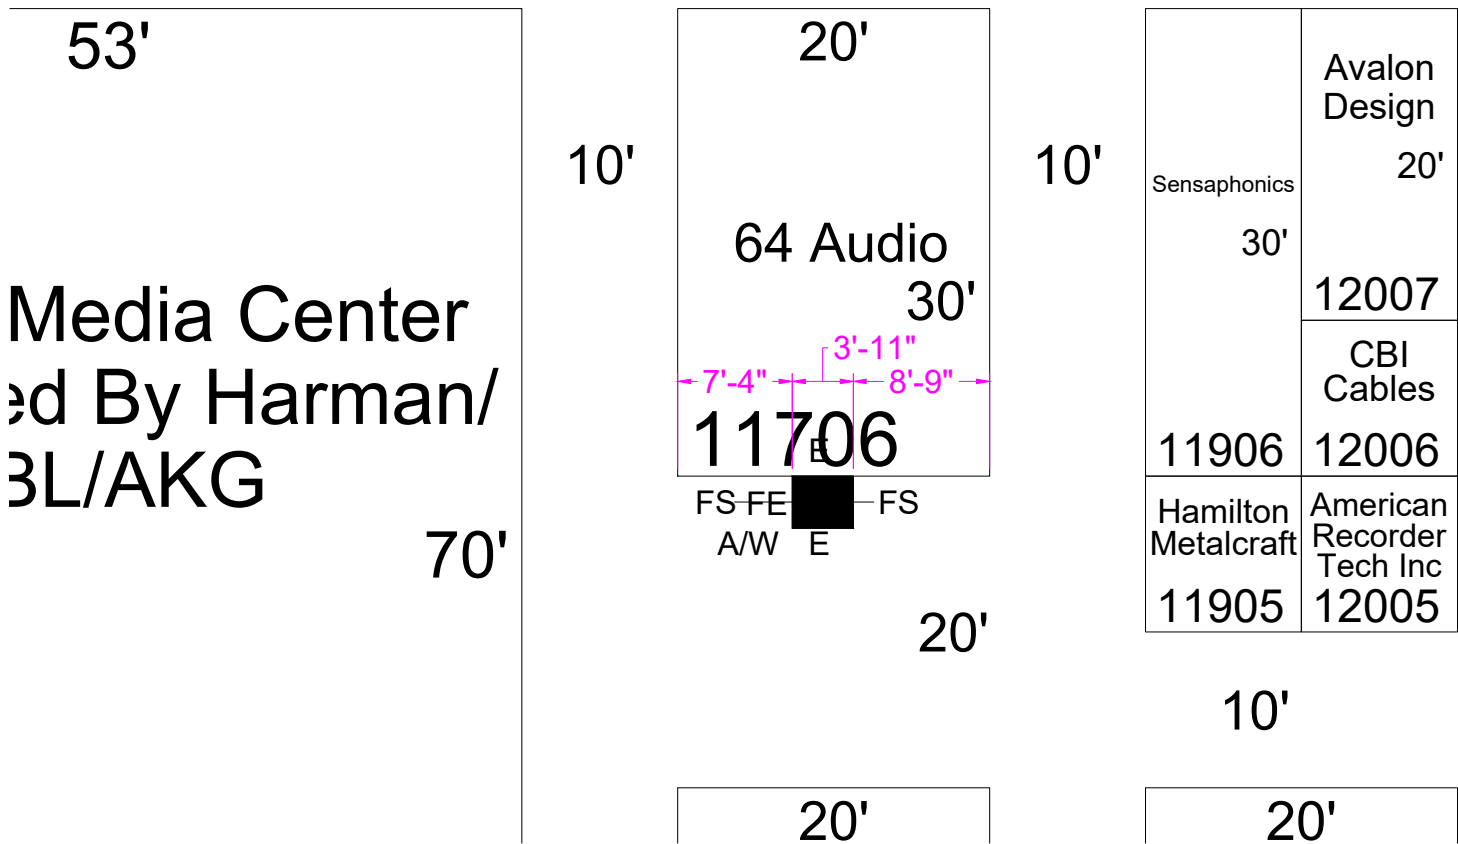 53'
Media Center
ed By Harman/
BL/AKG
70'
10'
20'
64 Audio
30'
3'-11"
7'-4"
8'-9"
11706
E
FS
FE
FS
A/W
E
20'
20'
10'
Sensaphonics
30'
11906
Avalon
Design
20'
12007
CBI
Cables
12006
Hamilton
Metalcraft
11905
American
Recorder
Tech Inc
12005
10'
20'